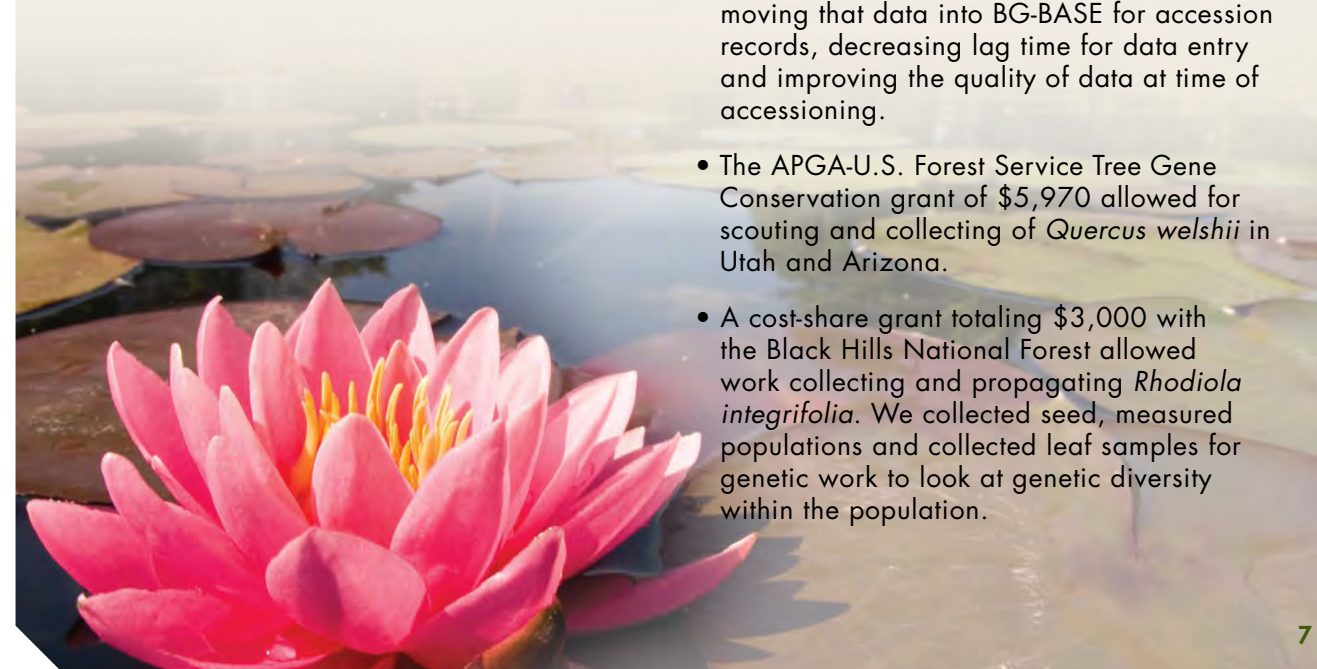 moving that data into BG-BASE for accession
records, decreasing lag time for data entry
and improving the quality of data at time of
accessioning.
• The APGA-U.S. Forest Service Tree Gene
Conservation grant of $5,970 allowed for
scouting and collecting of Quercus welshii in
Utah and Arizona.
• A cost-share grant totaling $3,000 with
the Black Hills National Forest allowed
work collecting and propagating Rhodiola
integrifolia. We collected seed, measured
populations and collected leaf samples for
genetic work to look at genetic diversity
within the population.
7